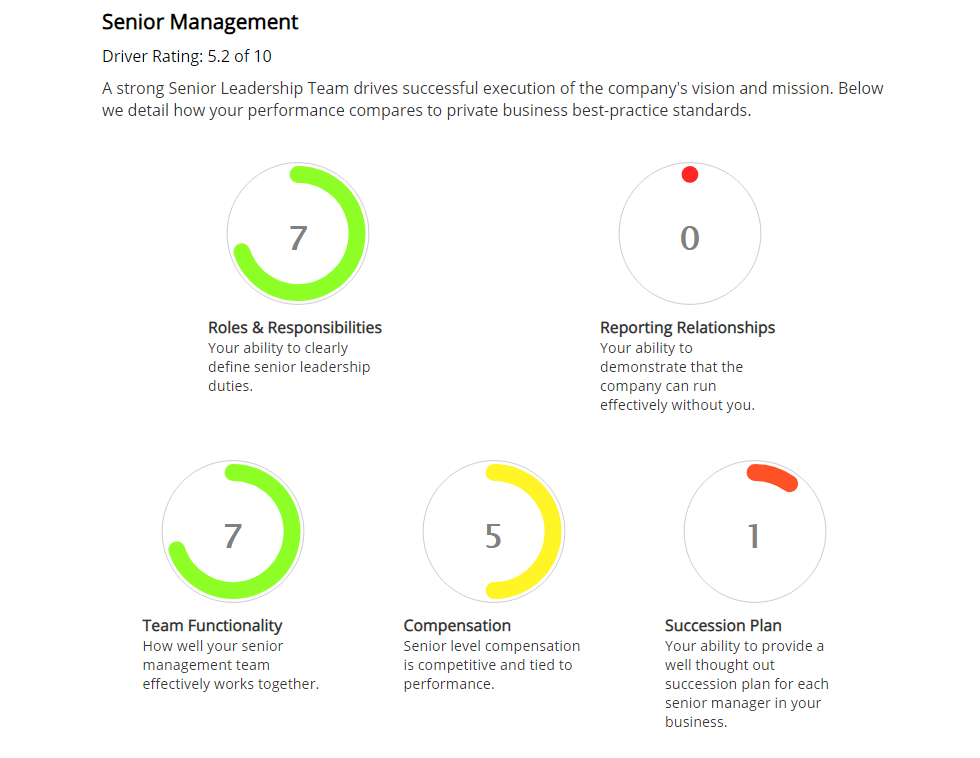 Senior Management
Driver Rating: 5.2 of 10
A strong Senior Leadership Team drives successful execution of the company's vision and mission. Below
we detail how your performance compares to private business best-practice standards.
7
Roles & Responsibilities
Your ability to clearly
define senior leadership
duties.
0
Reporting Relationships
Your ability to
demonstrate that the
company can run
effectively without you.
7
Team Functionality
How well your senior
management team
effectively works together.
5
Compensation
Senior level compensation
is competitive and tied to
performance.
1
Succession Plan
Your ability to provide a
well thought out
succession plan for each
senior manager in your
business.